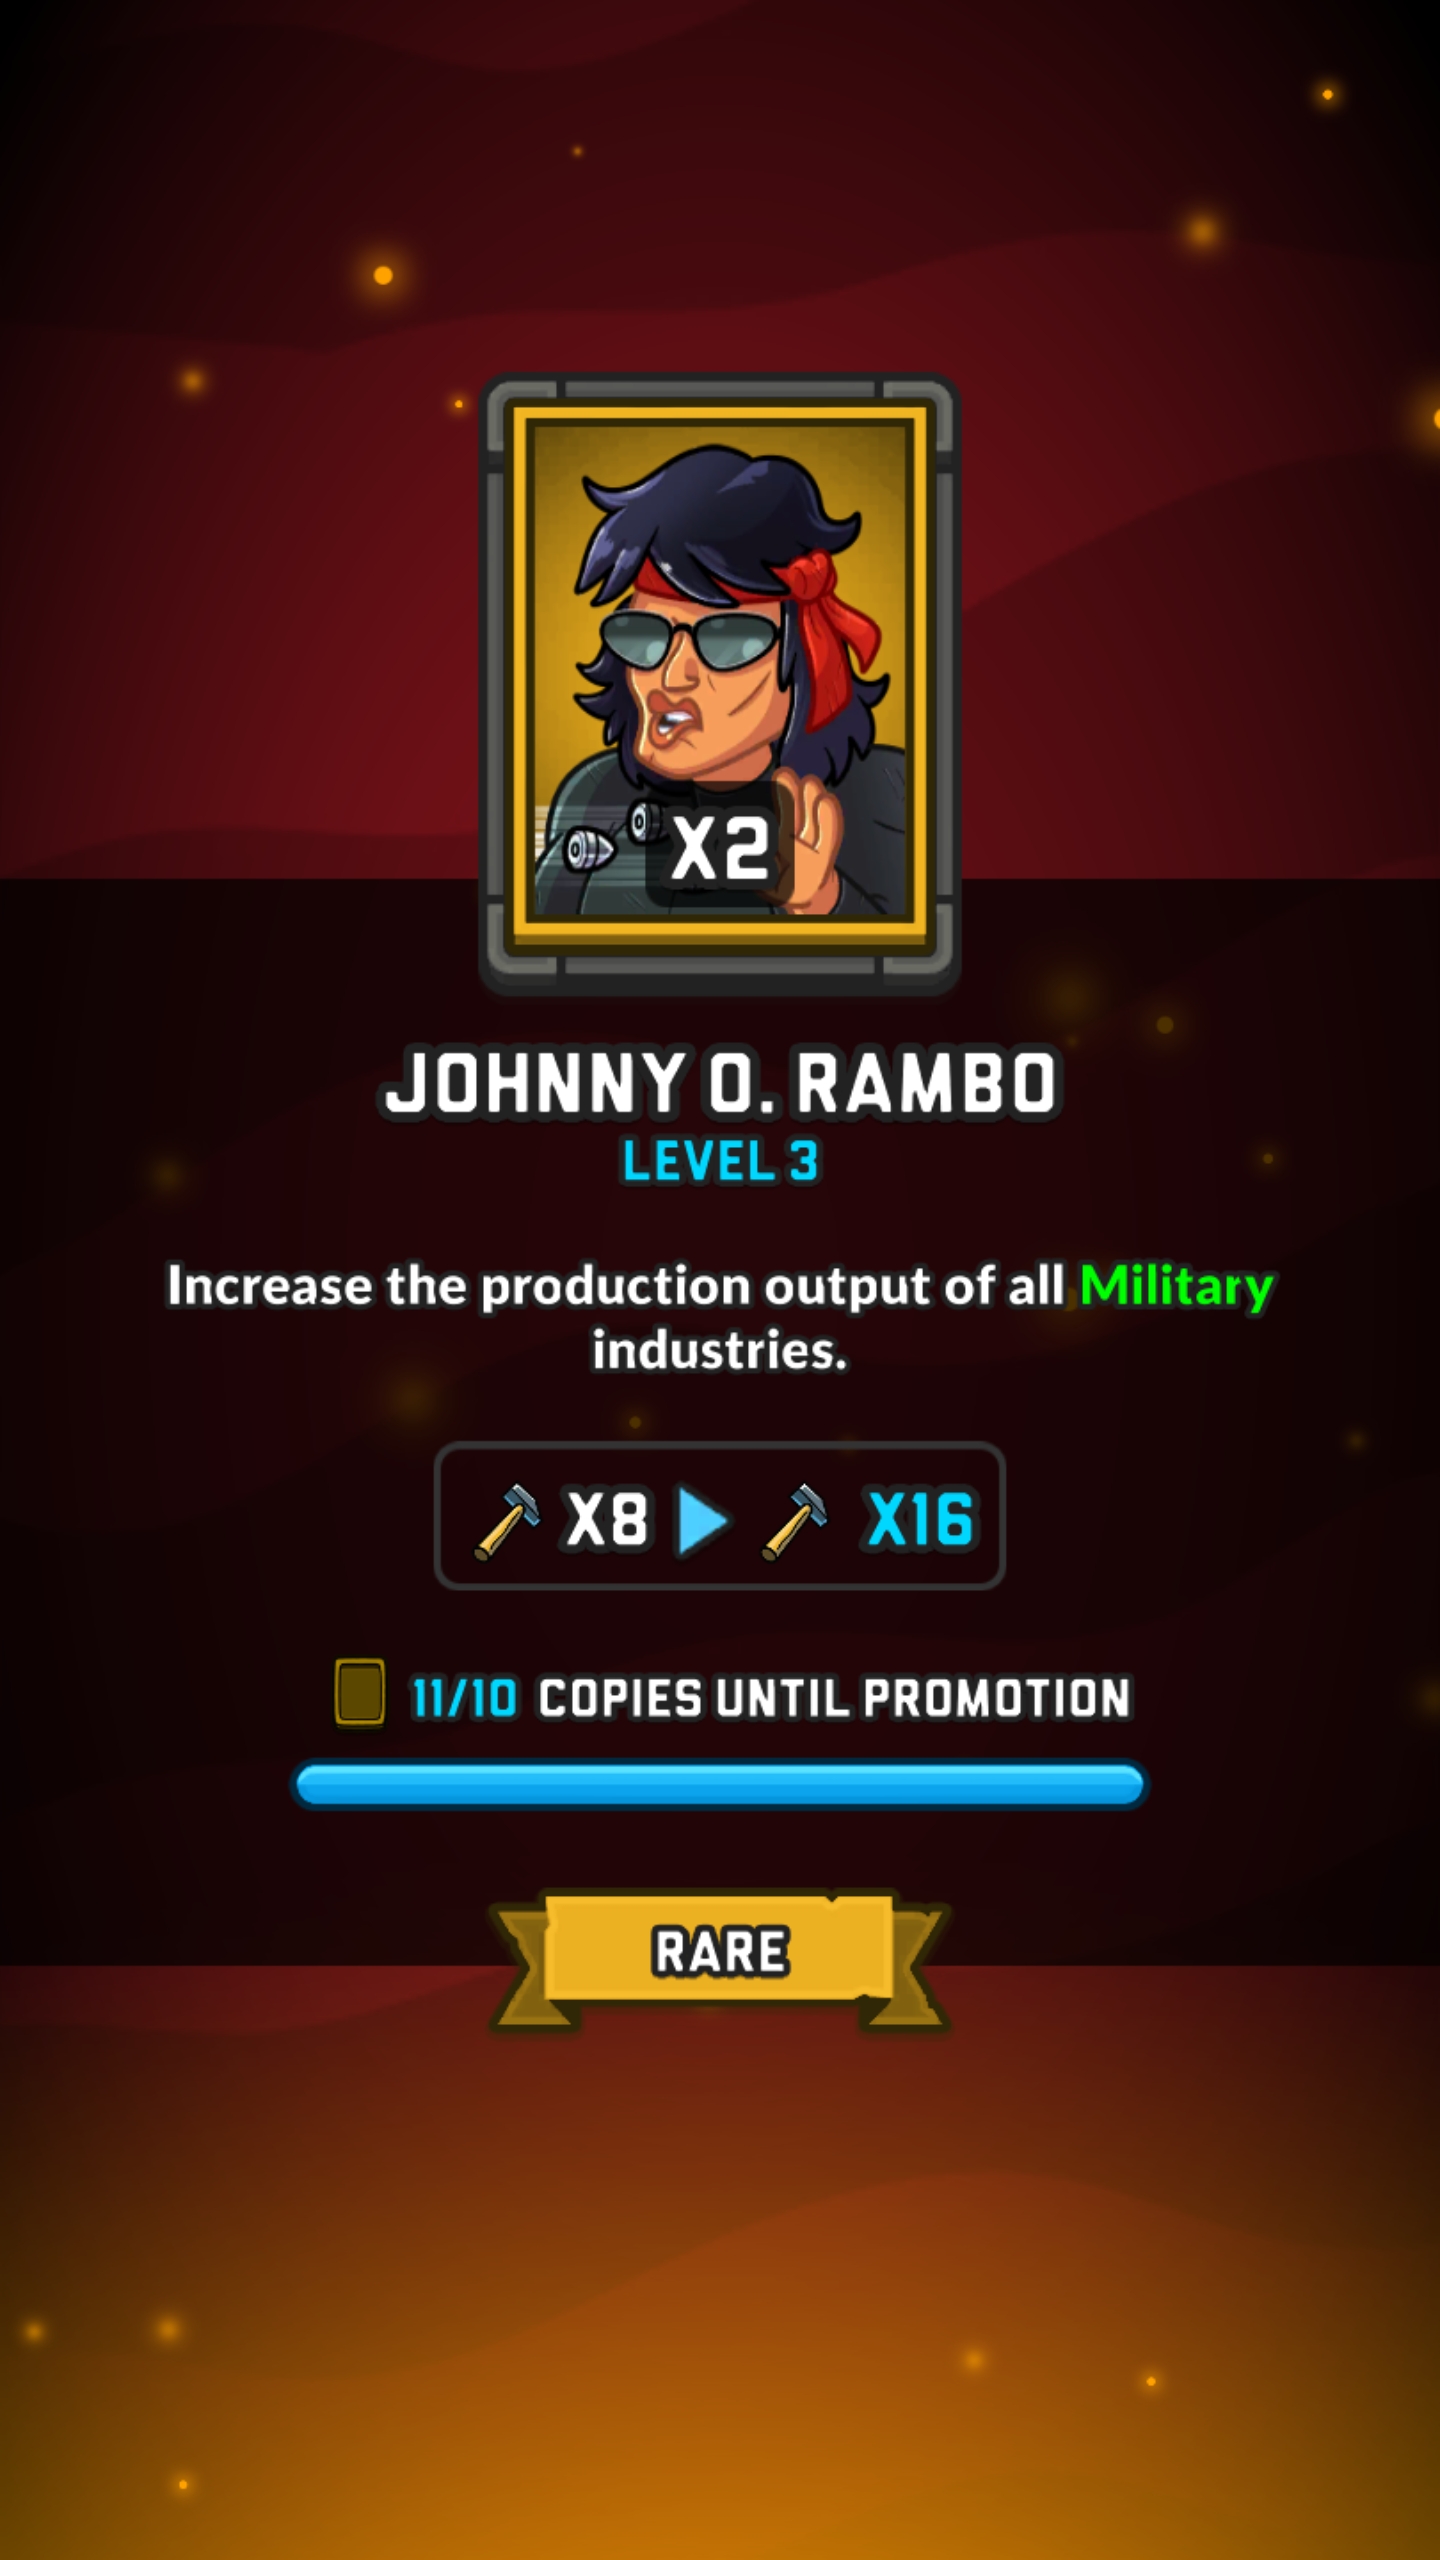 X2
JOHNNY O. RAMBO
LEVEL 3
Increase the production output of all Military
industries.
X8 X16
11/10 COPIES UNTIL PROMOTION
RARE